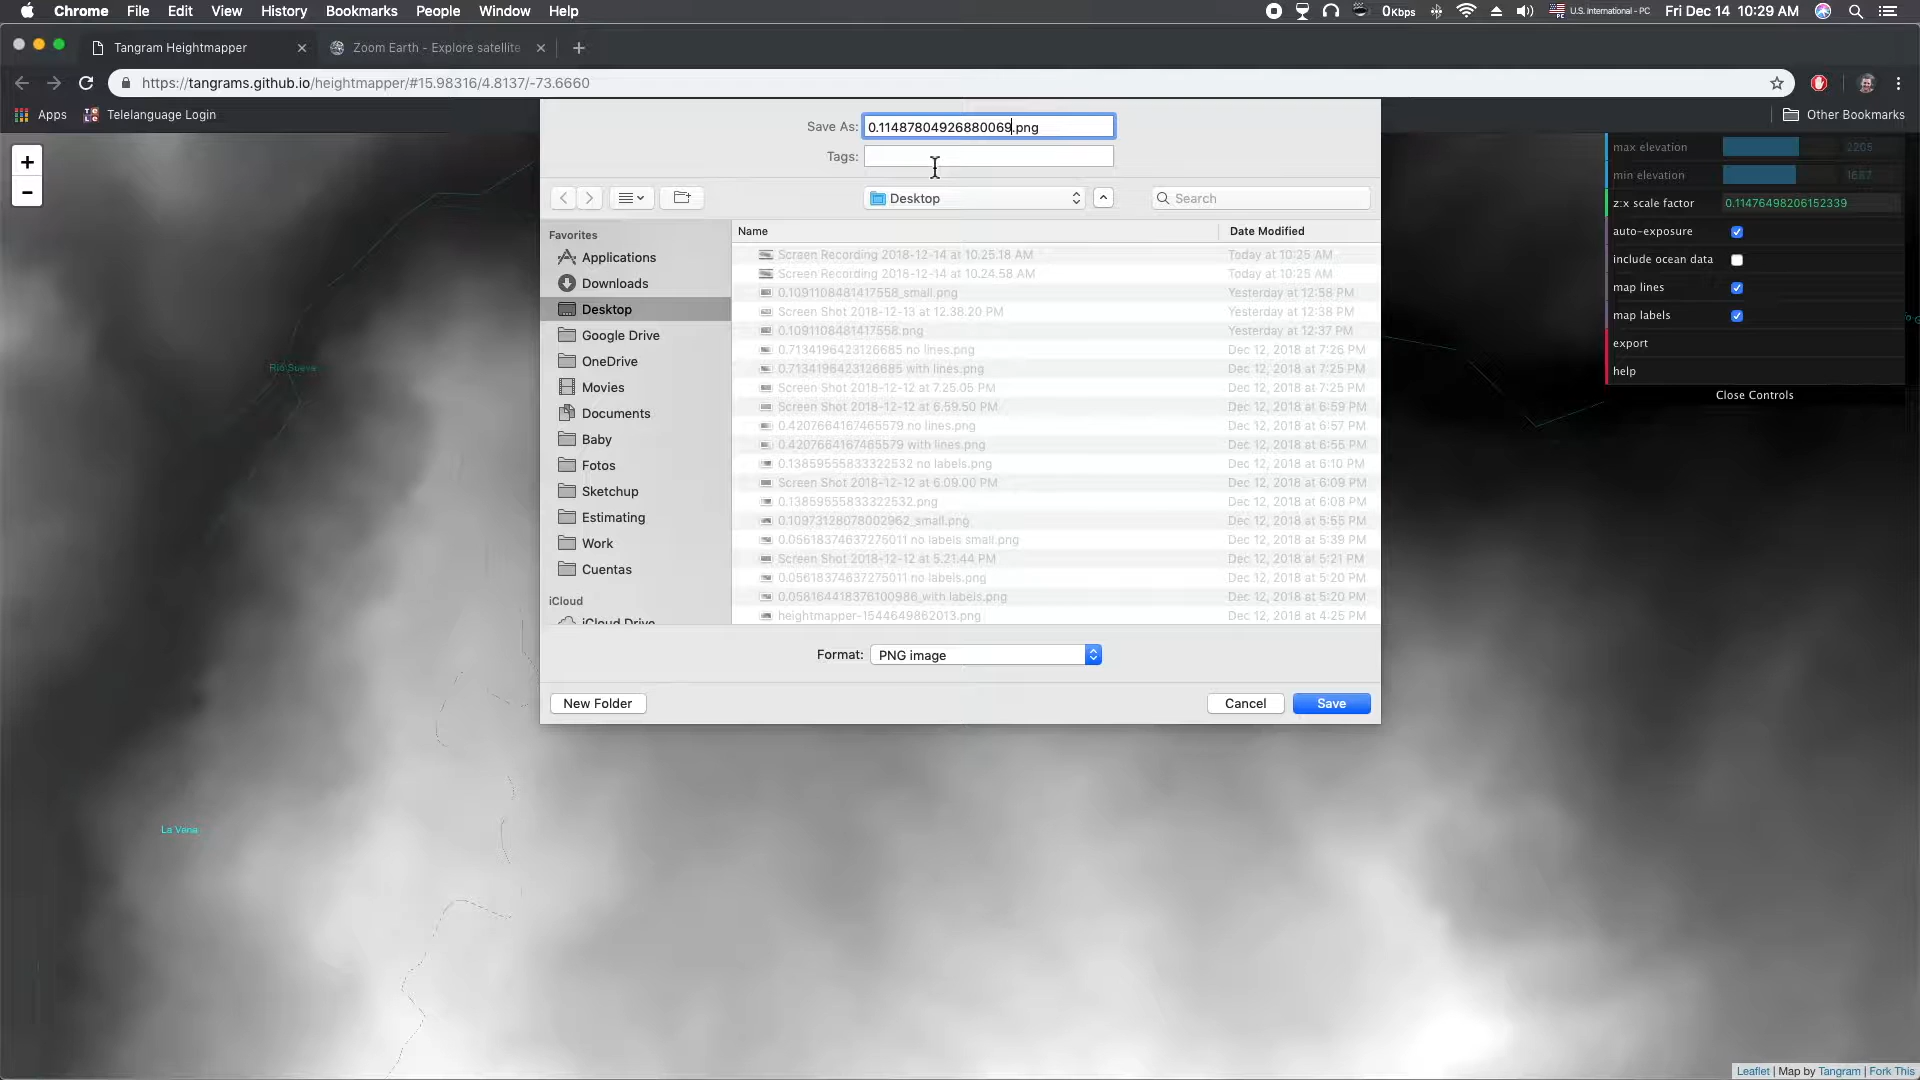 Chrome File Edit View History Bookmarks People Window Help 0Kbps U.S. International - PC Fri Dec 14 10:29 AM
Tangram Heightmapper Zoom Earth - Explore satellite
https://tangrams.github.io/heightmapper/#15.98316/4.8137/-73.6660
Apps Telelanguage Login Other Bookmarks
+
-
Save As: 0.11487804926880069.png
Tags:
Desktop
Search
Favorites
Applications
Downloads
Desktop
Google Drive
OneDrive
Movies
Documents
Baby
Fotos
Sketchup
Estimating
Work
Cuentas
iCloud
iCloud Drive
Name Date Modified
Screen Recording 2018-12-14 at 10.25.18 AM Today at 10:25 AM
Screen Recording 2018-12-14 at 10.24.58 AM Today at 10:25 AM
0.1091108481417558_small.png Yesterday at 12:58 PM
Screen Shot 2018-12-13 at 12.38.20 PM Yesterday at 12:38 PM
0.1091108481417558.png Yesterday at 12:37 PM
0.7134196423126685 no lines.png Dec 12, 2018 at 7:26 PM
0.7134196423126685 with lines.png Dec 12, 2018 at 7:25 PM
Screen Shot 2018-12-12 at 7.25.05 PM Dec 12, 2018 at 7:25 PM
Screen Shot 2018-12-12 at 6.59.50 PM Dec 12, 2018 at 6:59 PM
0.4207664167465579 no lines.png Dec 12, 2018 at 6:57 PM
0.4207664167465579 with lines.png Dec 12, 2018 at 6:55 PM
0.13859555833322532 no labels.png Dec 12, 2018 at 6:10 PM
Screen Shot 2018-12-12 at 6.09.00 PM Dec 12, 2018 at 6:09 PM
0.13859555833322532.png Dec 12, 2018 at 6:08 PM
0.10973128078002962_small.png Dec 12, 2018 at 5:55 PM
0.05618374637275011 no labels small.png Dec 12, 2018 at 5:39 PM
Screen Shot 2018-12-12 at 5.21.44 PM Dec 12, 2018 at 5:21 PM
0.05618374637275011 no labels.png Dec 12, 2018 at 5:20 PM
0.058164418376100986_with labels.png Dec 12, 2018 at 5:20 PM
heightmapper-1544649862013.png Dec 12, 2018 at 4:25 PM
Format: PNG image
New Folder Cancel Save
max elevation 2205
min elevation 1687
z:x scale factor 0.11476498206152339
auto-exposure
include ocean data
map lines
map labels
export
help
Close Controls
Rio Sueva
La Vena
Leaflet | Map by Tangram | Fork This